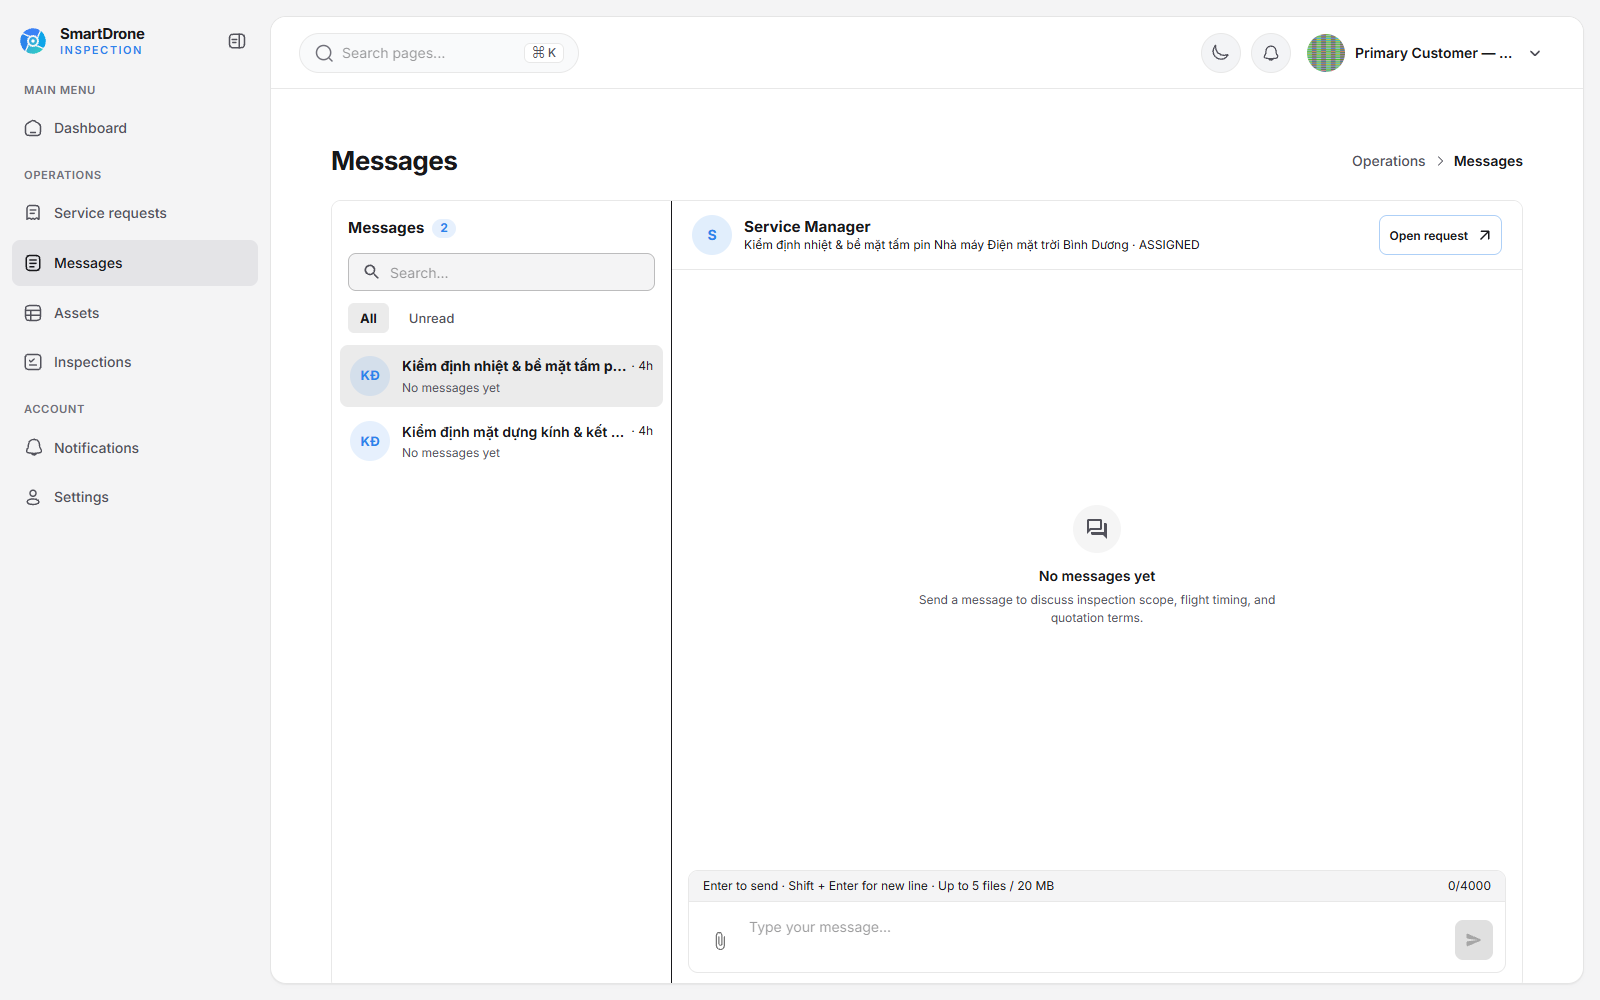 SmartDrone
INSPECTION
MAIN MENU
Dashboard
OPERATIONS
Service requests
Messages
Assets
Inspections
ACCOUNT
Notifications
Settings
Search pages...
⌘ K
Primary Customer — ...
Messages
Operations > Messages
Messages 2
Search...
All Unread
KĐ Kiểm định nhiệt & bề mặt tấm p... · 4h
No messages yet
KĐ Kiểm định mặt dựng kính & kết ... · 4h
No messages yet
S Service Manager
Kiểm định nhiệt & bề mặt tấm pin Nhà máy Điện mặt trời Bình Dương · ASSIGNED
Open request
No messages yet
Send a message to discuss inspection scope, flight timing, and
quotation terms.
Enter to send · Shift + Enter for new line · Up to 5 files / 20 MB 0/4000
Type your message...